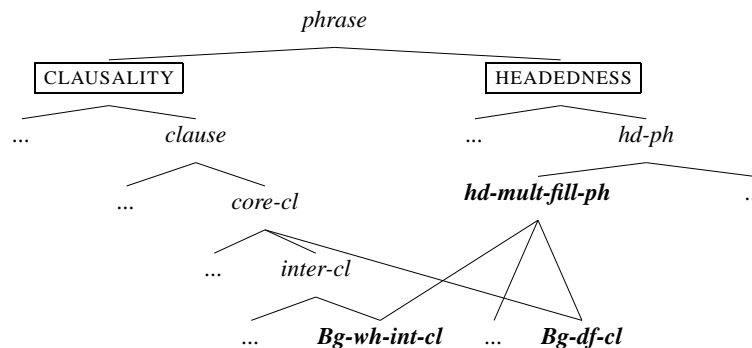 phrase
CLAUSALITY HEADEDNESS
... clause ... hd-ph
... core-cl hd-mult-fill-ph ...
... inter-cl
... Bg-wh-int-cl ... Bg-df-cl